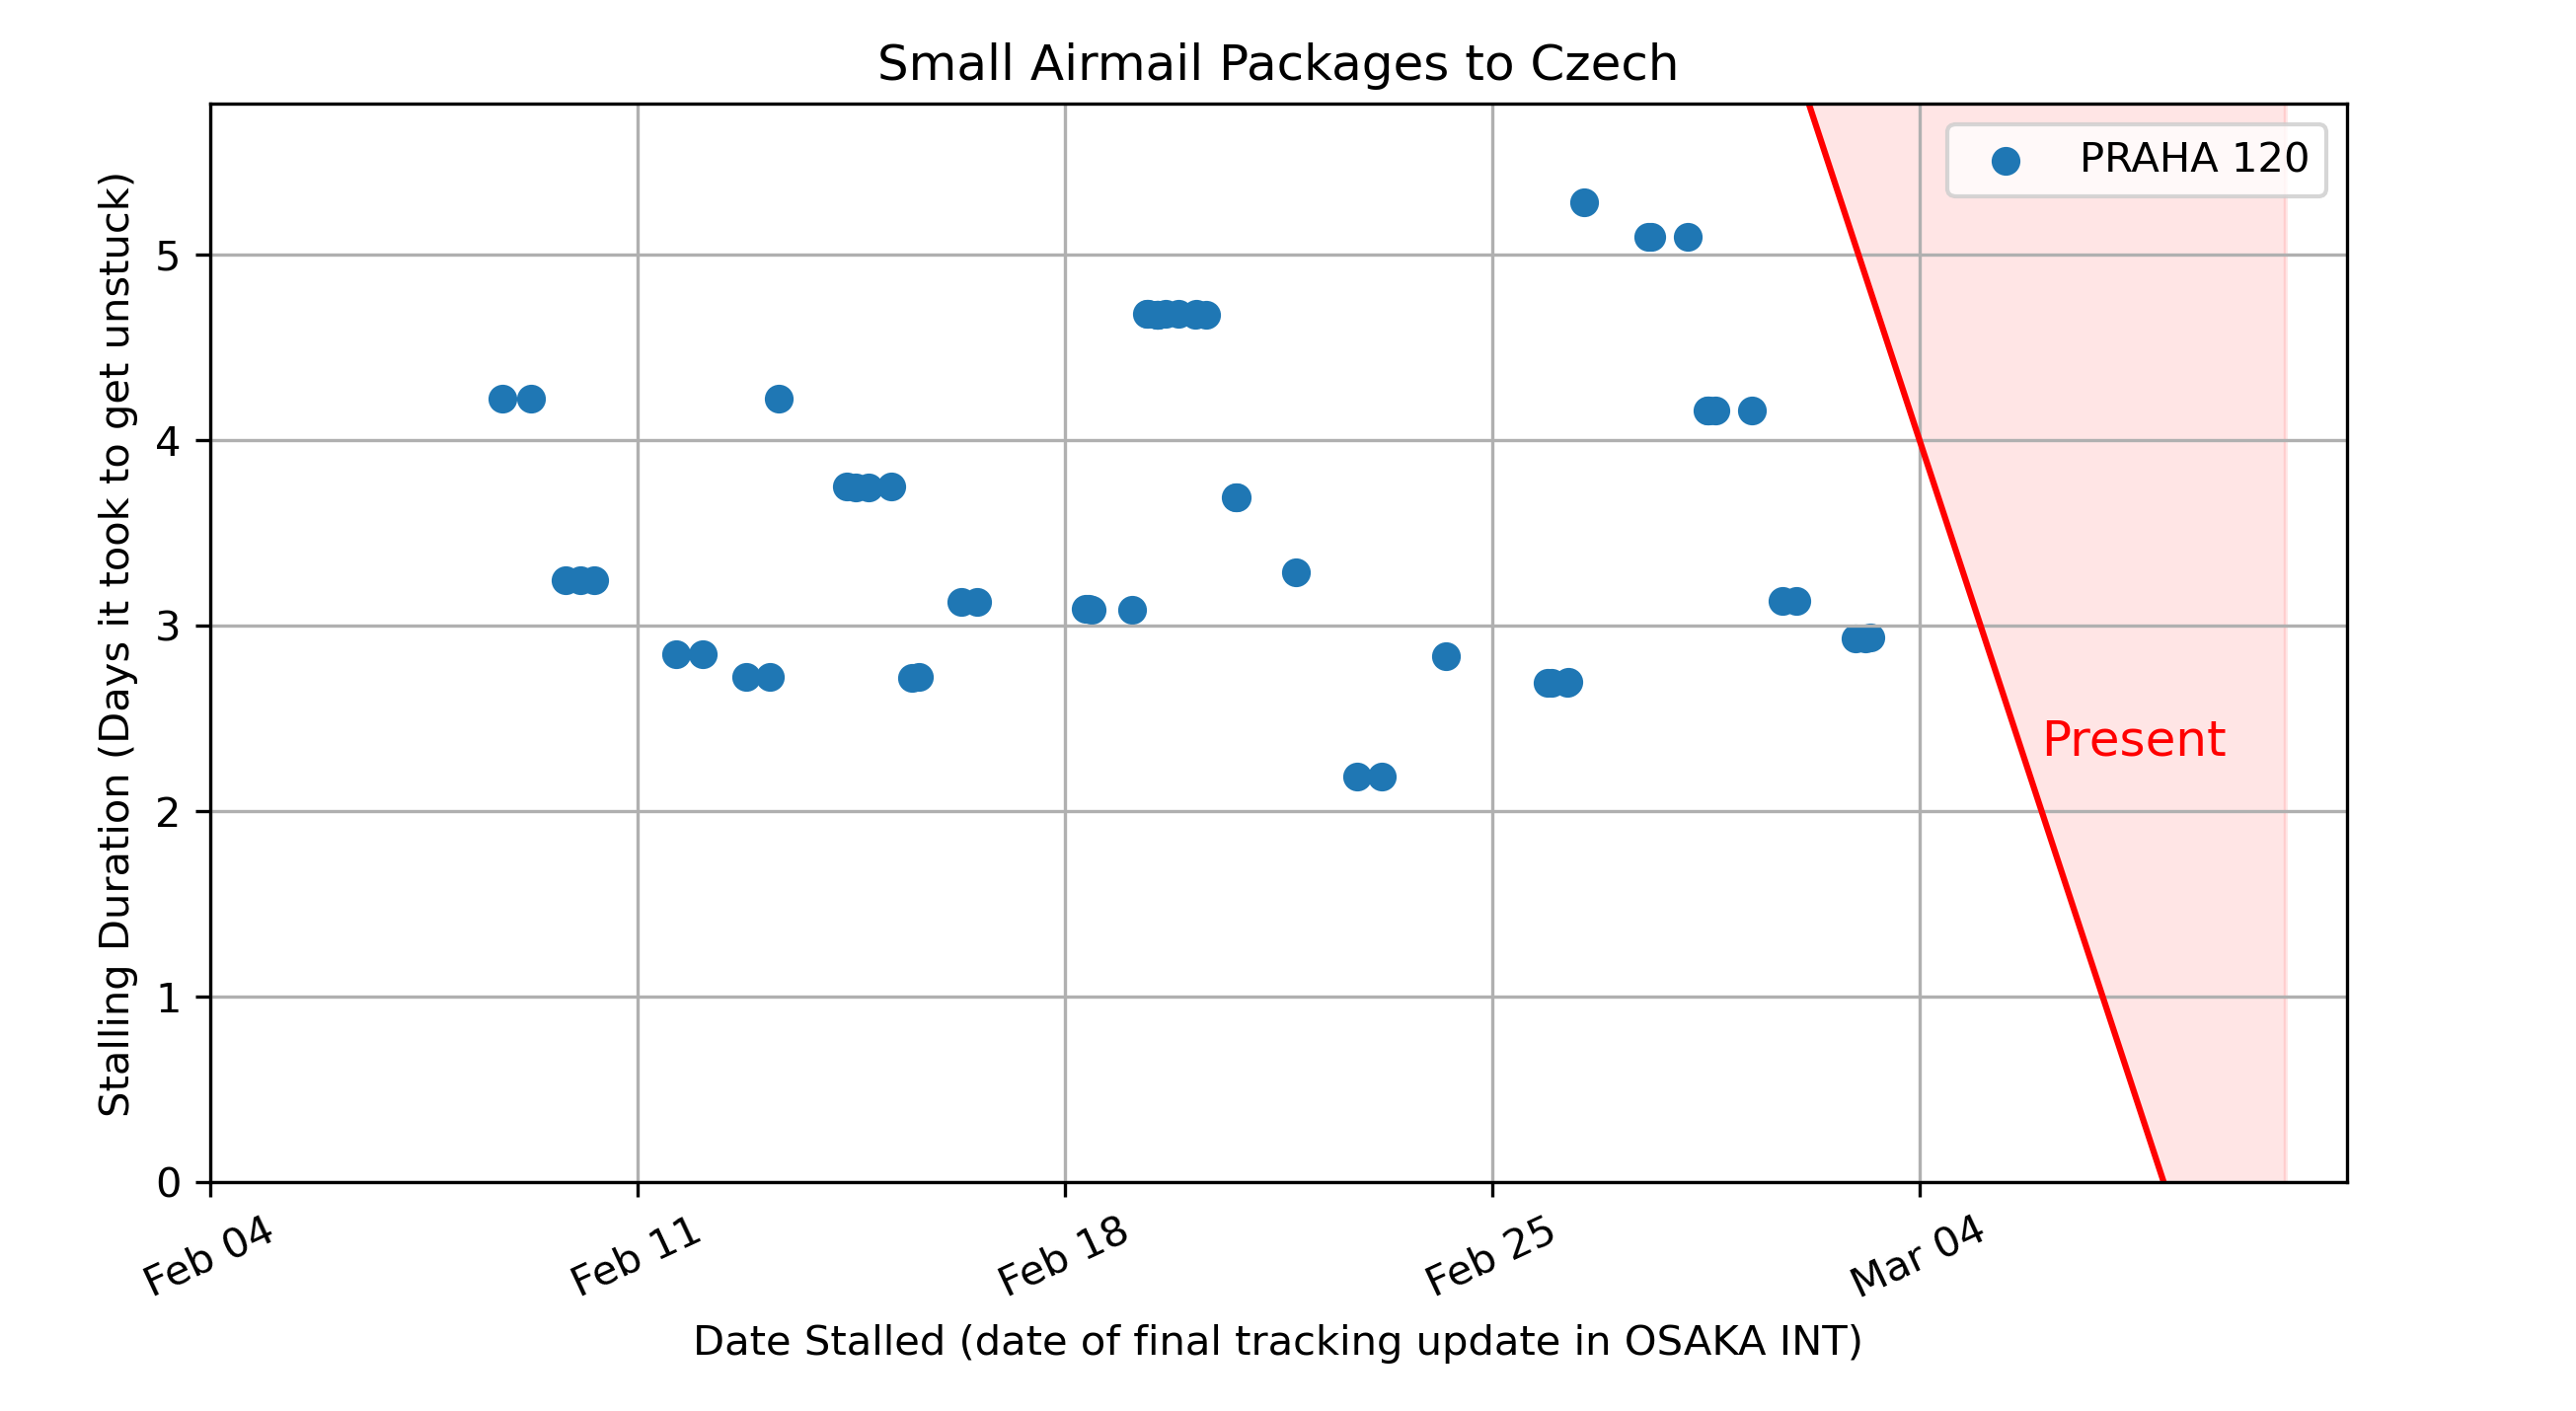 Small Airmail Packages to Czech
PRAHA 120
Stalling Duration (Days it took to get unstuck)
5
4
3
2
1
0
Present
Feb 04
Feb 11
Feb 18
Feb 25
Mar 04
Date Stalled (date of final tracking update in OSAKA INT)